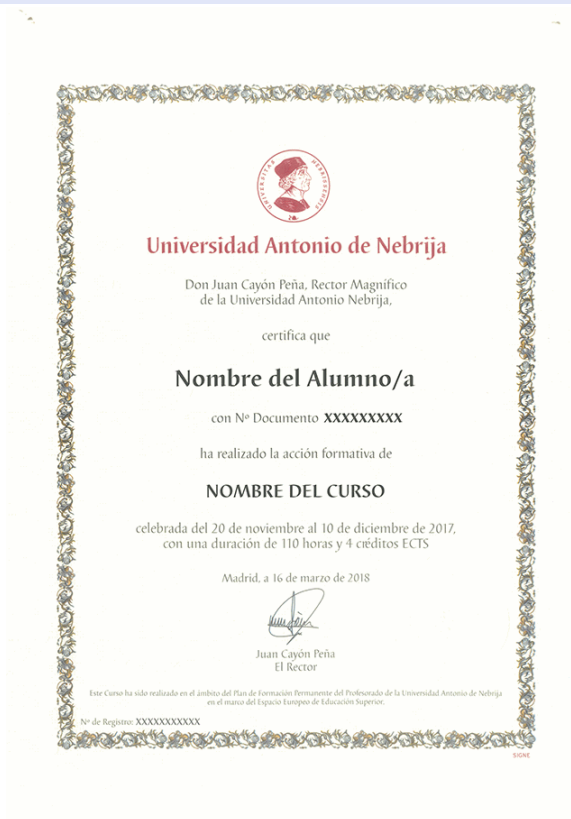 UNIVERSITAS NEBRISSENSIS
Universidad Antonio de Nebrija
Don Juan Cayón Peña, Rector Magnífico
de la Universidad Antonio Nebrija,
certifica que
Nombre del Alumno/a
con Nº Documento XXXXXXXXX
ha realizado la acción formativa de
NOMBRE DEL CURSO
celebrada del 20 de noviembre al 10 de diciembre de 2017,
con una duración de 110 horas y 4 créditos ECTS
Madrid, a 16 de marzo de 2018
Juan Cayón Peña
El Rector
Este Curso ha sido realizado en el ámbito del Plan de Formación Permanente del Profesorado de la Universidad Antonio de Nebrija
en el marco del Espacio Europeo de Educación Superior.
Nº de Registro: XXXXXXXXXXX
SIGNE